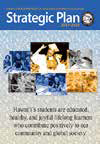 Strategic Plan
Hawaii's students are educated,
healthy, and joyful lifelong learners
who contribute positively to our
community and global society